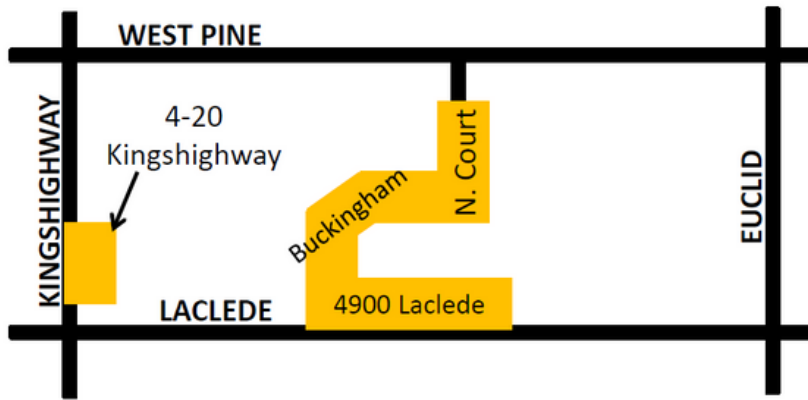 WEST PINE
4-20
Kingshighway
KINGSHIGHWAY
N. Court
Buckingham
EUCLID
LACLEDE
4900 Laclede